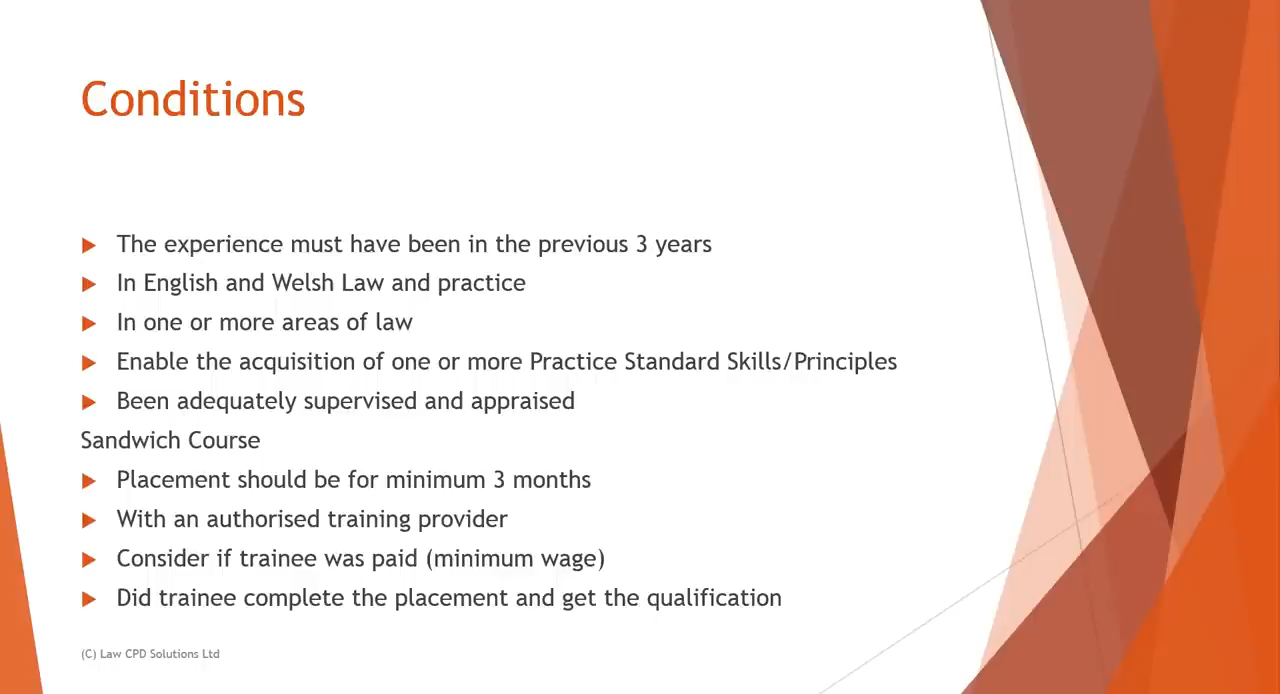 Conditions
The experience must have been in the previous 3 years
In English and Welsh Law and practice
In one or more areas of law
Enable the acquisition of one or more Practice Standard Skills/Principles
Been adequately supervised and appraised
Sandwich Course
Placement should be for minimum 3 months
With an authorised training provider
Consider if trainee was paid (minimum wage)
Did trainee complete the placement and get the qualification
(C) Law CPD Solutions Ltd